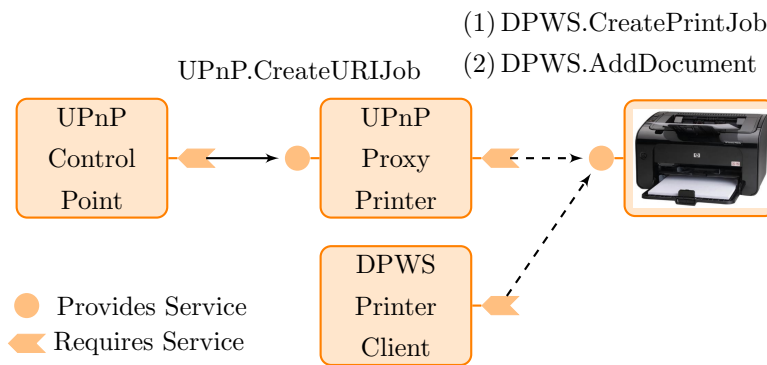 (1) DPWS.CreatePrintJob
UPnP.CreateURIJob
(2) DPWS.AddDocument
UPnP
Control
Point
UPnP
Proxy
Printer
DPWS
Printer
Client
Provides Service
Requires Service